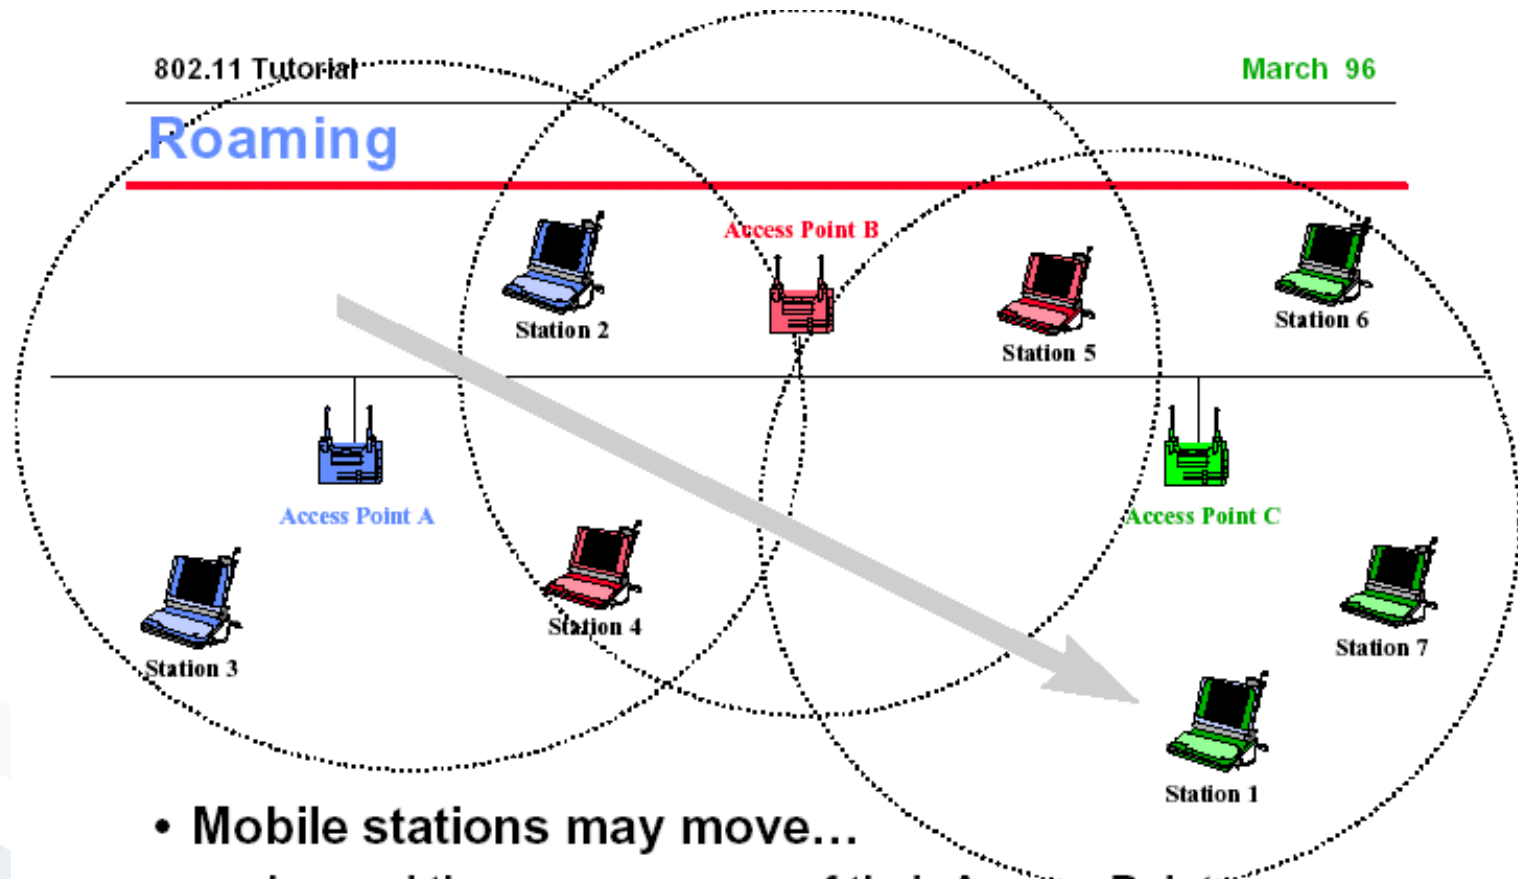 802.11 Tutorial
March 96
Roaming
Access Point B
Station 2
Station 5
Station 6
Access Point A
Access Point C
Station 3
Station 4
Station 7
Station 1
• Mobile stations may move…